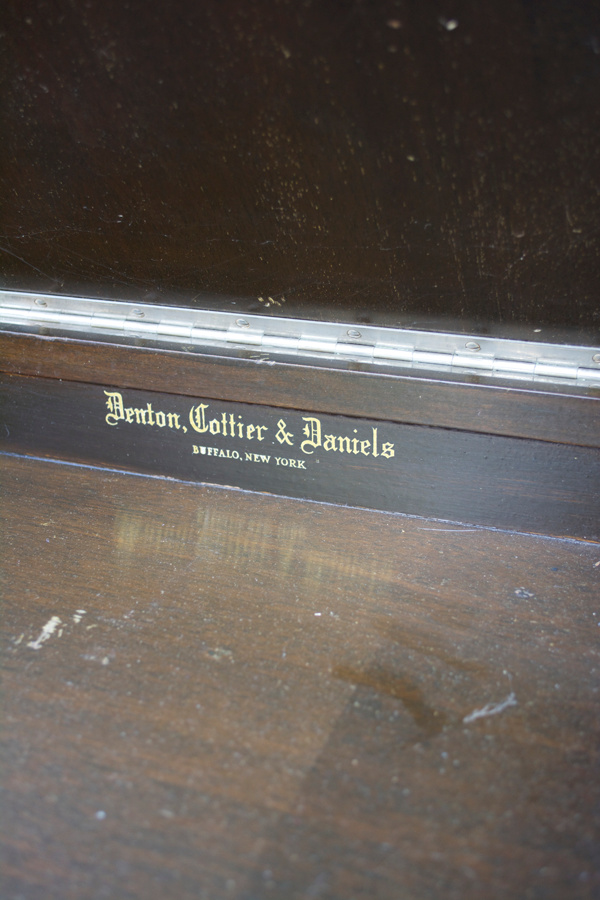 Denton, Cottier & Daniels
BUFFALO, NEW YORK